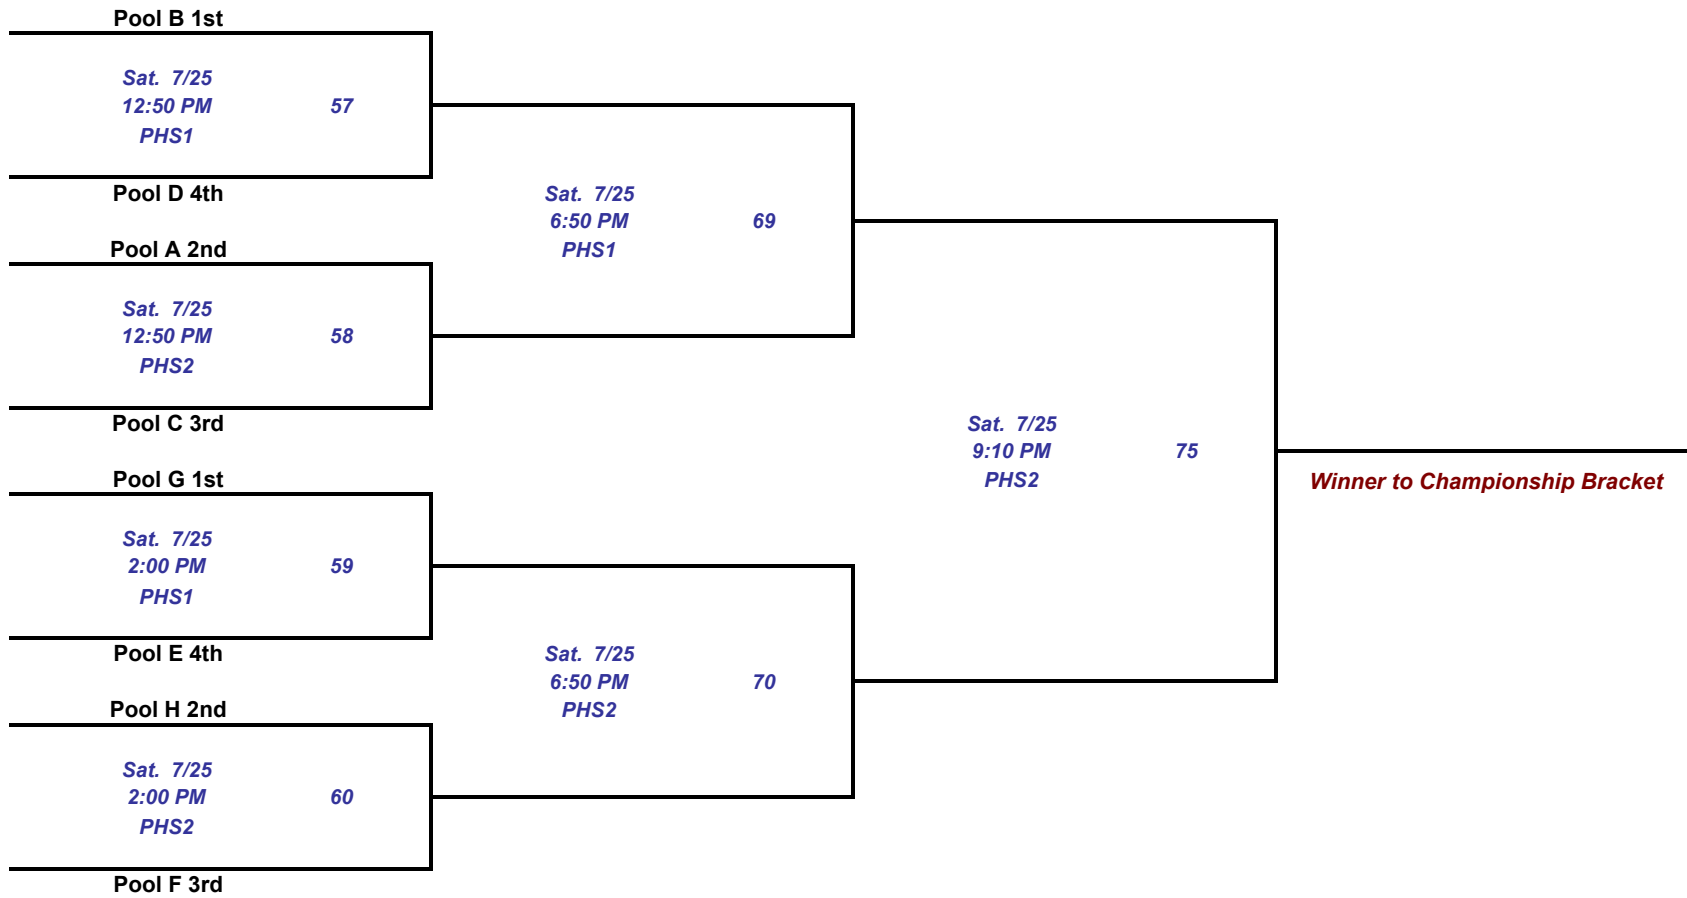 Pool B 1st
Sat. 7/25
12:50 PM 57
PHS1
Pool D 4th
Sat. 7/25
6:50 PM 69
PHS1
Pool A 2nd
Sat. 7/25
12:50 PM 58
PHS2
Pool C 3rd
Sat. 7/25
9:10 PM 75
PHS2
Winner to Championship Bracket
Pool G 1st
Sat. 7/25
2:00 PM 59
PHS1
Pool E 4th
Sat. 7/25
6:50 PM 70
PHS2
Pool H 2nd
Sat. 7/25
2:00 PM 60
PHS2
Pool F 3rd